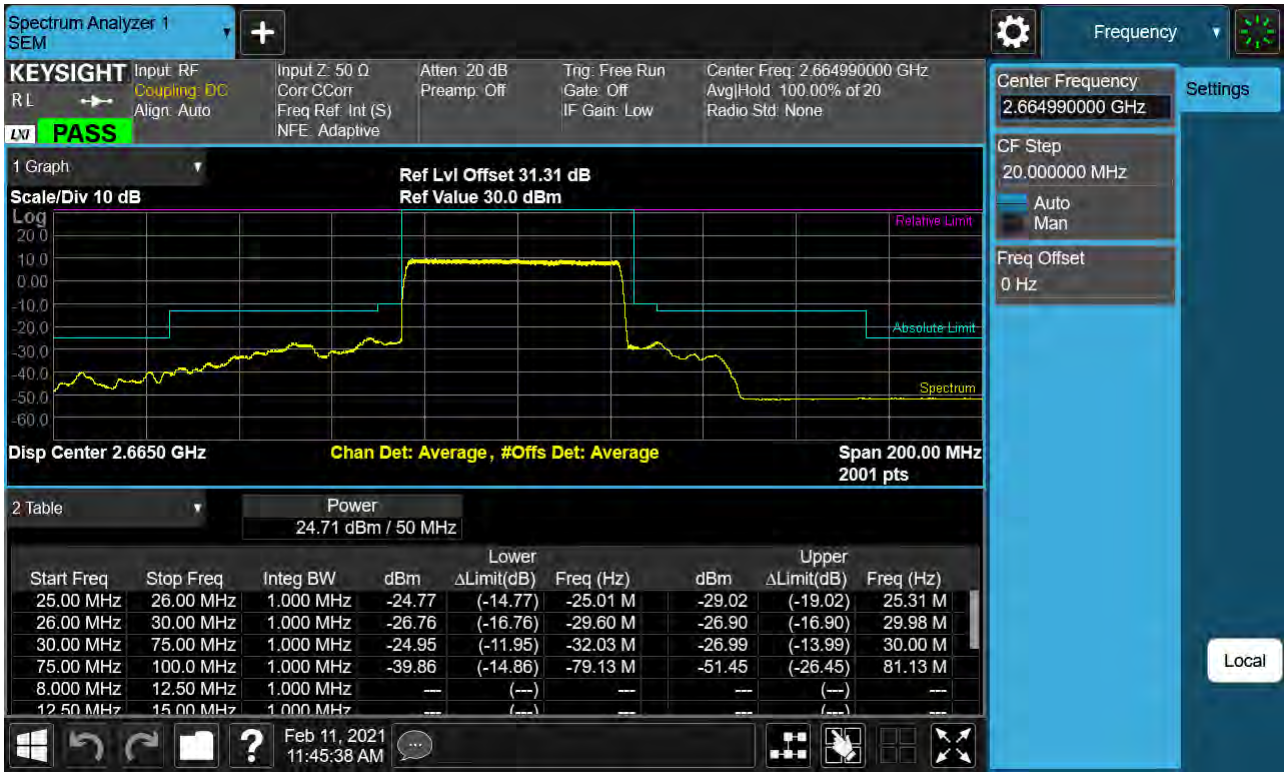 Spectrum Analyzer 1
SEM
+
Frequency
KEYSIGHT
R L
LXI
PASS
Input: RF
Coupling: DC
Align: Auto
Input Z: 50 Ω
Corr CCorr
Freq Ref: Int (S)
NFE: Adaptive
Atten: 20 dB
Preamp: Off
Trig: Free Run
Gate: Off
IF Gain: Low
Center Freq: 2.664990000 GHz
Avg|Hold: 100.00% of 20
Radio Std: None
Center Frequency
2.664990000 GHz
Settings
CF Step
20.000000 MHz
Auto
Man
Freq Offset
0 Hz
Local
1 Graph
Scale/Div 10 dB
Ref Lvl Offset 31.31 dB
Ref Value 30.0 dBm
Log
20.0
10.0
0.00
-10.0
-20.0
-30.0
-40.0
-50.0
-60.0
Relative Limit
Absolute Limit
Spectrum
Disp Center 2.6650 GHz
Chan Det: Average , #Offs Det: Average
Span 200.00 MHz
2001 pts
2 Table
Power
24.71 dBm / 50 MHz
Lower Upper
Start Freq Stop Freq Integ BW dBm ΔLimit(dB) Freq (Hz) dBm ΔLimit(dB) Freq (Hz)
25.00 MHz 26.00 MHz 1.000 MHz -24.77 (-14.77) -25.01 M -29.02 (-19.02) 25.31 M
26.00 MHz 30.00 MHz 1.000 MHz -26.76 (-16.76) -29.60 M -26.90 (-16.90) 29.98 M
30.00 MHz 75.00 MHz 1.000 MHz -24.95 (-11.95) -32.03 M -26.99 (-13.99) 30.00 M
75.00 MHz 100.0 MHz 1.000 MHz -39.86 (-14.86) -79.13 M -51.45 (-26.45) 81.13 M
8.000 MHz 12.50 MHz 1.000 MHz --- (---) --- --- (---) ---
12.50 MHz 15.00 MHz 1.000 MHz --- (---) --- --- (---) ---
?
Feb 11, 2021
11:45:38 AM